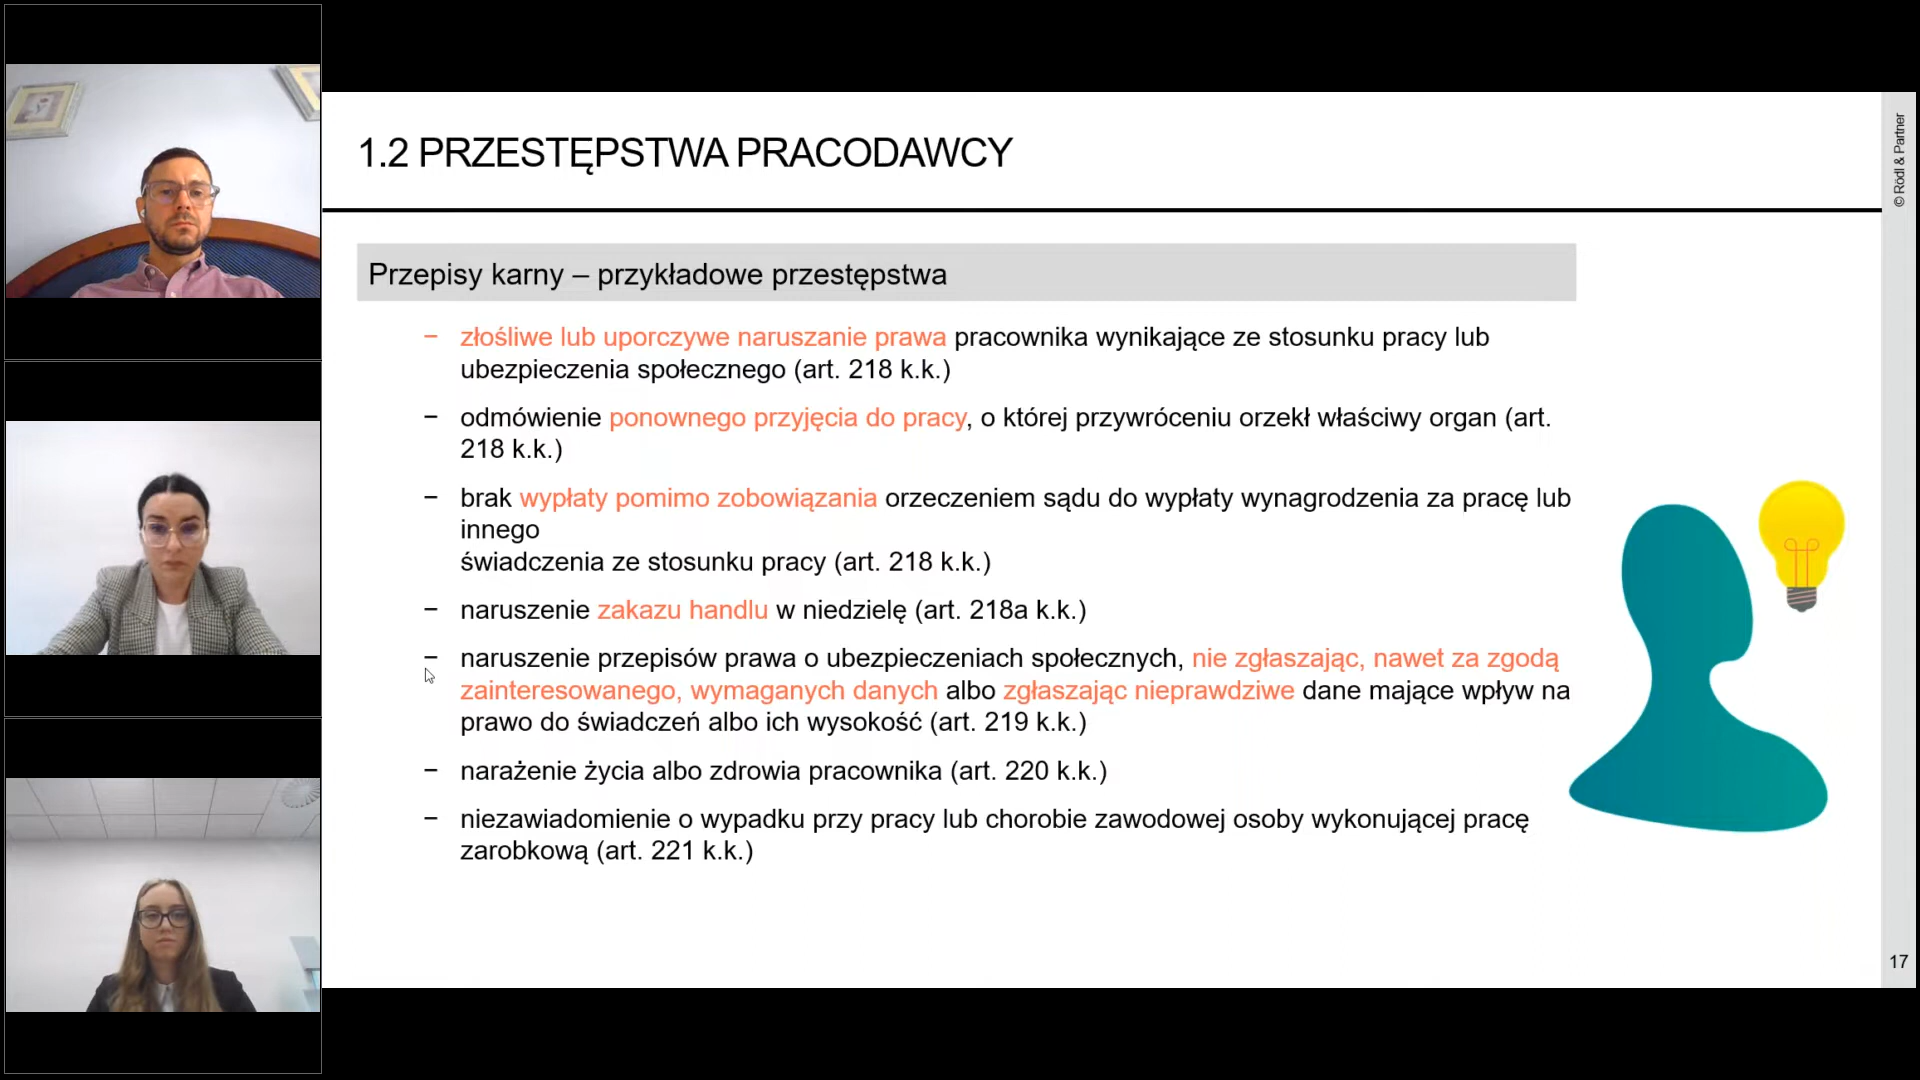 1.2 PRZESTĘPSTWA PRACODAWCY
© Rödl & Partner
Przepisy karny – przykładowe przestępstwa
– złośliwe lub uporczywe naruszanie prawa pracownika wynikające ze stosunku pracy lub
ubezpieczenia społecznego (art. 218 k.k.)
– odmówienie ponownego przyjęcia do pracy, o której przywróceniu orzekł właściwy organ (art.
218 k.k.)
– brak wypłaty pomimo zobowiązania orzeczeniem sądu do wypłaty wynagrodzenia za pracę lub
innego
świadczenia ze stosunku pracy (art. 218 k.k.)
– naruszenie zakazu handlu w niedzielę (art. 218a k.k.)
– naruszenie przepisów prawa o ubezpieczeniach społecznych, nie zgłaszając, nawet za zgodą
zainteresowanego, wymaganych danych albo zgłaszając nieprawdziwe dane mające wpływ na
prawo do świadczeń albo ich wysokość (art. 219 k.k.)
– narażenie życia albo zdrowia pracownika (art. 220 k.k.)
– niezawiadomienie o wypadku przy pracy lub chorobie zawodowej osoby wykonującej pracę
zarobkową (art. 221 k.k.)
17